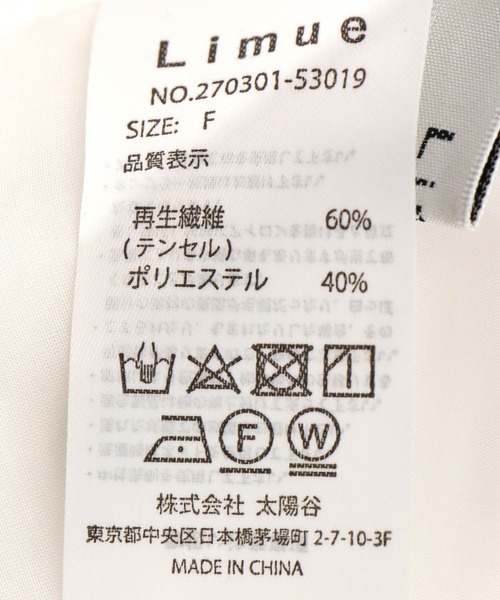 Limue
NO.270301-53019
SIZE: F
品質表示
再生繊維 60%
(テンセル)
ポリエステル 40%
F W
株式会社 太陽谷
東京都中央区日本橋茅場町 2-7-10-3F
MADE IN CHINA